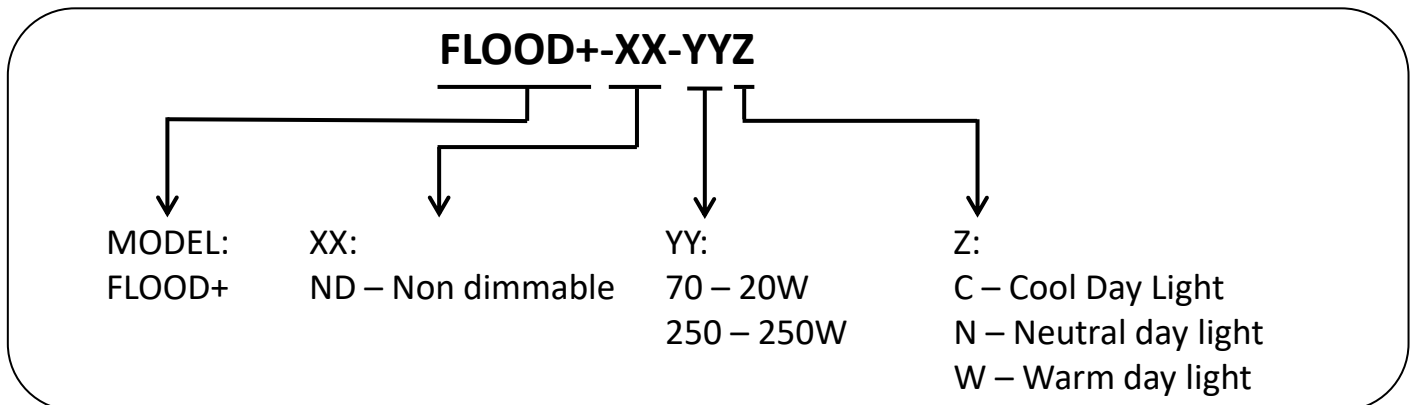 FLOOD+-XX-YYZ
MODEL: XX: YY: Z:
FLOOD+ ND – Non dimmable 70 – 20W C – Cool Day Light
250 – 250W N – Neutral day light
W – Warm day light